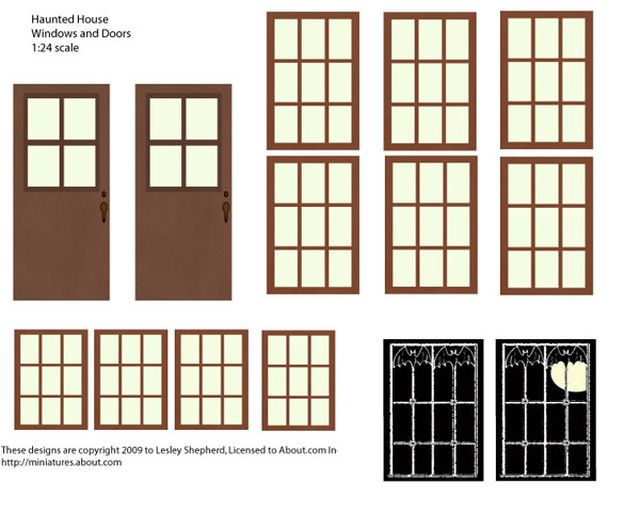 Haunted House
Windows and Doors
1:24 scale
These designs are copyright 2009 to Lesley Shepherd, Licensed to About.com In
http://miniatures.about.com